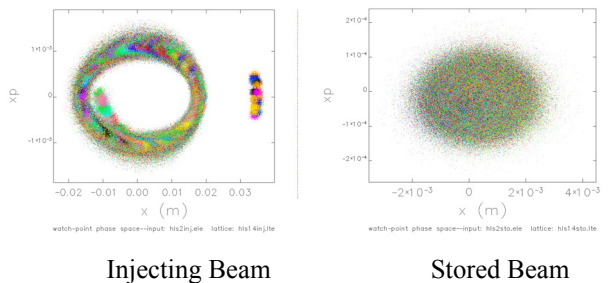 1×10⁻³
xp
0
-1×10⁻³
-0.02 -0.01 0.00 0.01 0.02 0.03 0.04
x (m)
watch-point phase space--input: hls2inj.ele lattice: hls14inj.lte
Injecting Beam
2×10⁻⁴
1×10⁻⁴
xp
0
-1×10⁻⁴
-2×10⁻⁴
-2×10⁻³ 0 2×10⁻³ 4×10⁻³
x (m)
watch-point phase space--input: hls2sto.ele lattice: hls14sto.lte
Stored Beam